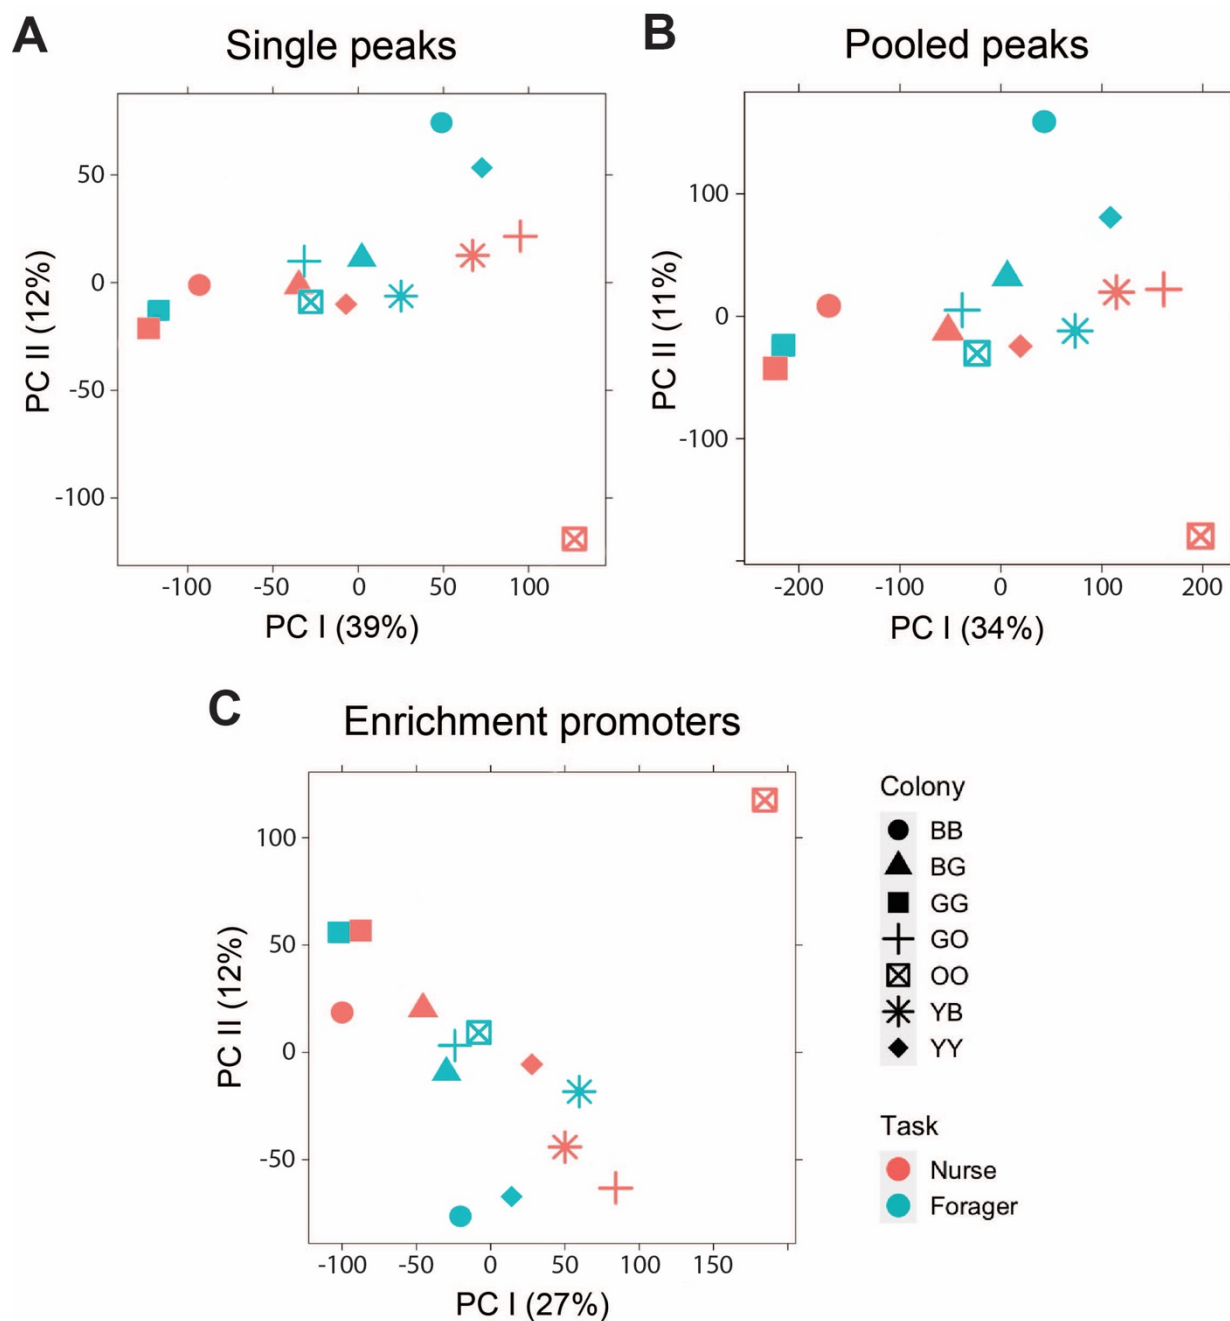 A
Single peaks
50
0
-50
-100
PC II (12%)
-100
-50
0
50
100
PC I (39%)
B
Pooled peaks
100
0
-100
PC II (11%)
-200
-100
0
100
200
PC I (34%)
C
Enrichment promoters
100
50
0
-50
PC II (12%)
-100
-50
0
50
100
150
PC I (27%)
Colony
BB
BG
GG
GO
OO
YB
YY
Task
Nurse
Forager